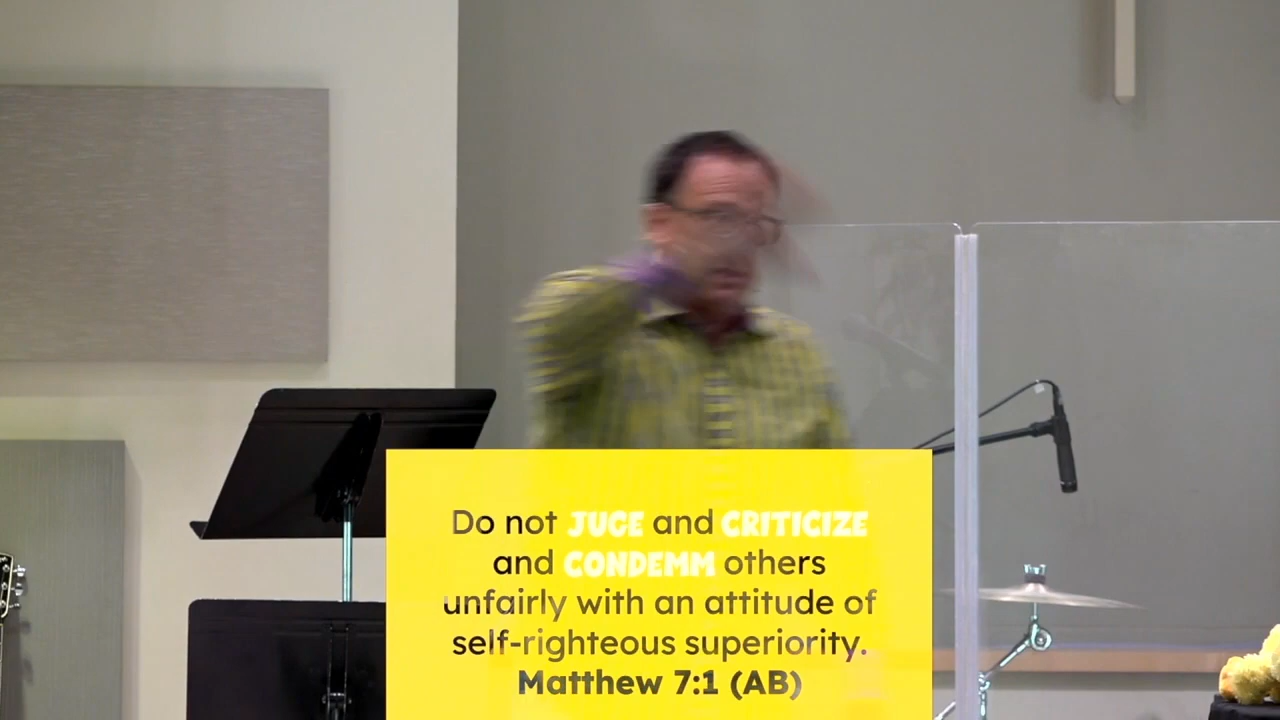 Do not JUGE and CRITICIZE
and CONDEMM others
unfairly with an attitude of
self-righteous superiority.
Matthew 7:1 (AB)